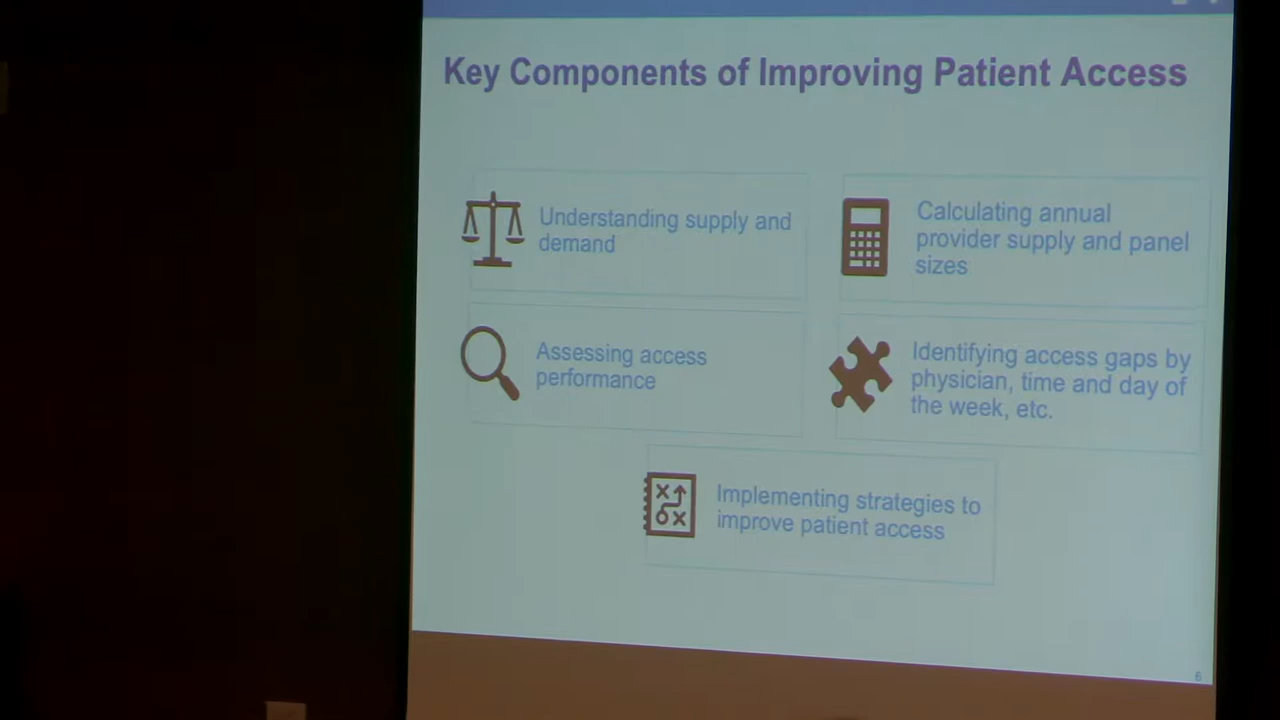 Key Components of Improving Patient Access
Understanding supply and
demand
Calculating annual
provider supply and panel
sizes
Assessing access
performance
Identifying access gaps by
physician, time and day of
the week, etc.
Implementing strategies to
improve patient access
6